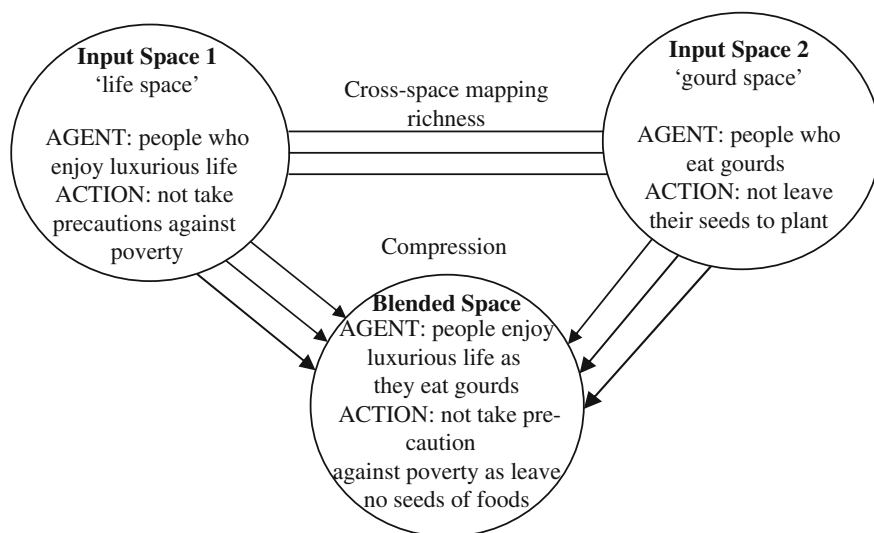 Input Space 1
'life space'
AGENT: people who
enjoy luxurious life
ACTION: not take
precautions against
poverty
Cross-space mapping
richness
Input Space 2
'gourd space'
AGENT: people who
eat gourds
ACTION: not leave
their seeds to plant
Compression
Blended Space
AGENT: people enjoy
luxurious life as
they eat gourds
ACTION: not take pre-
caution
against poverty as leave
no seeds of foods